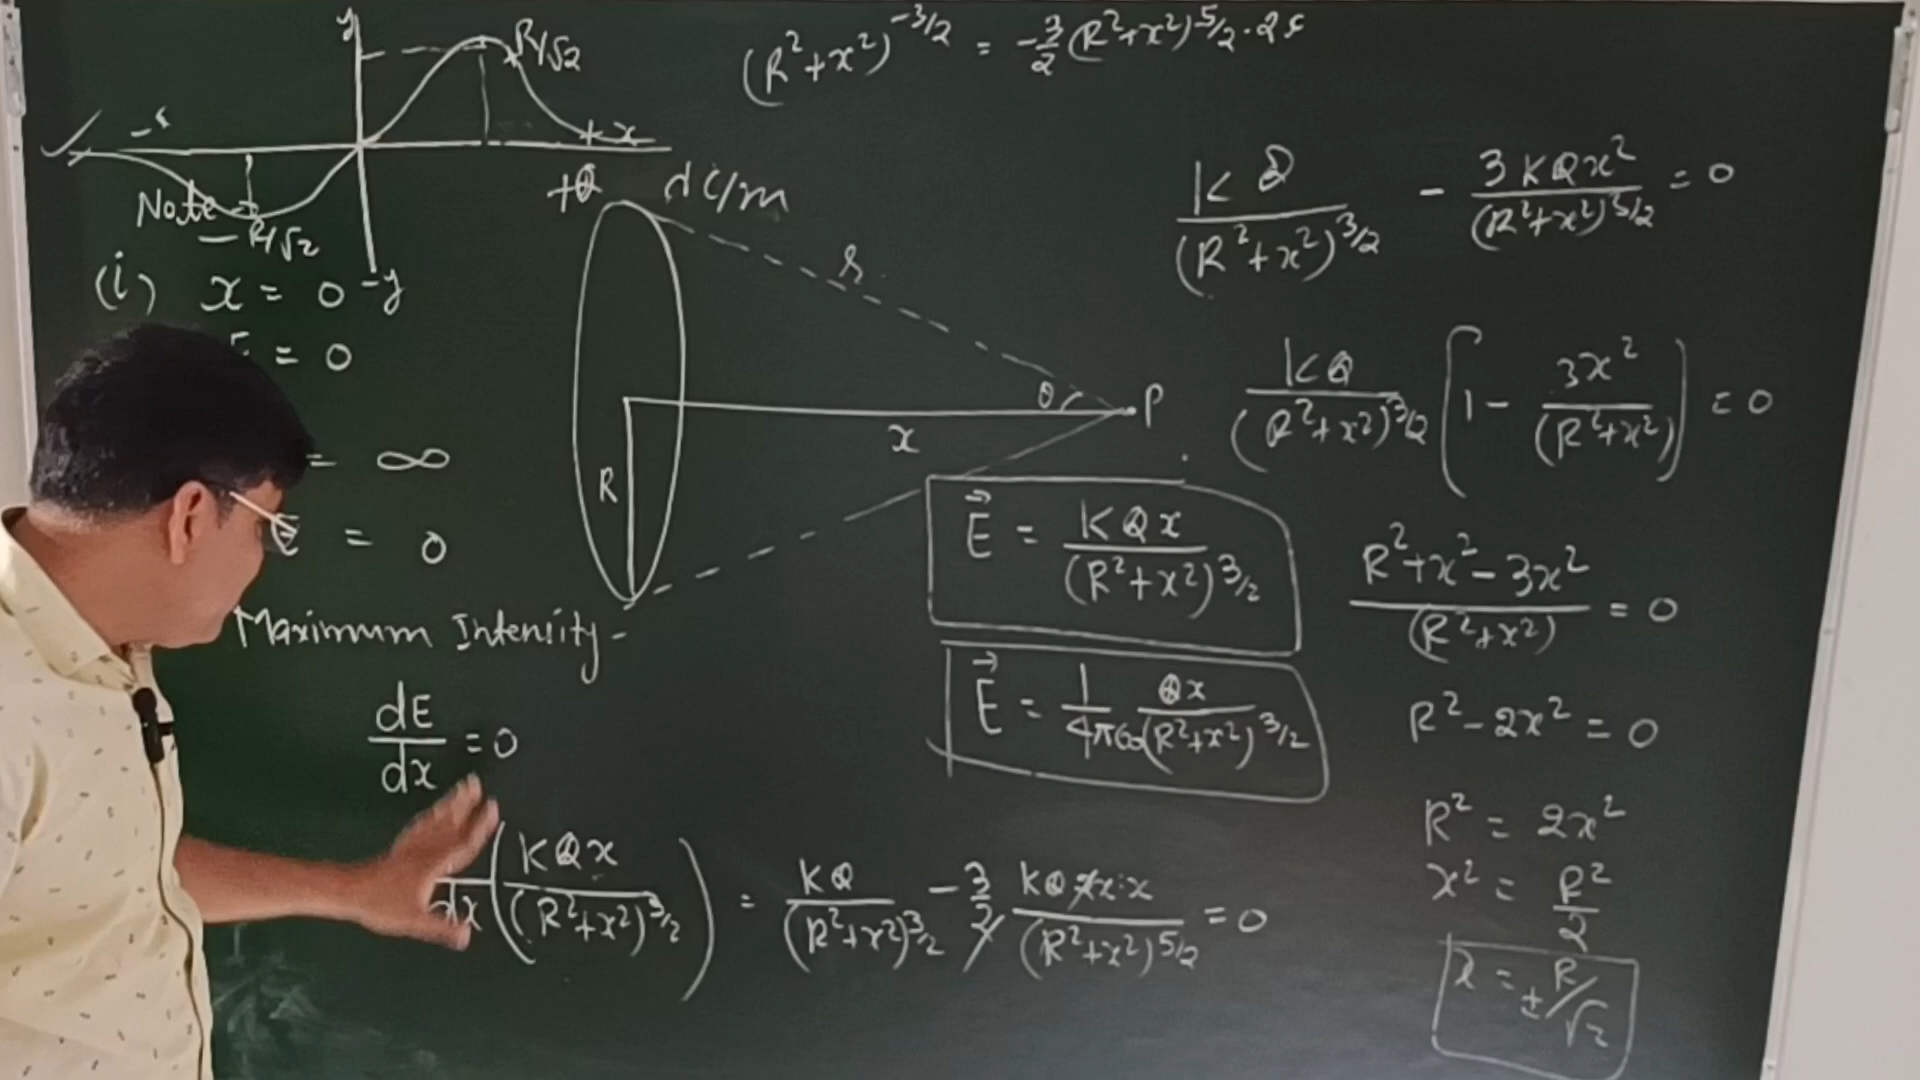 y
R/√2
+x
-x
Note -
- R/√2
-y
(i) x = 0
= 0
= ∞
E = 0
Maximum Intensity -
dE/dx = 0
dx (KQx/(R²+x²)^3/2) = KQ/(R²+x²)^3/2 - 3/2 KQ 2x·x/(R²+x²)^5/2 = 0
(R²+x²)^-3/2 = -3/2 (R²+x²)^5/2 · 2x
+Q dC/m
r
θ P
x
R
E⃗ = KQx/(R²+x²)^3/2
E⃗ = 1/4π∈0 Qx/(R²+x²)^3/2
KQ/(R²+x²)^3/2 - 3KQx²/(R²+x²)^5/2 = 0
KQ/(R²+x²)^3/2 [1 - 3x²/(R²+x²)] = 0
R²+x²-3x²/(R²+x²) = 0
R²-2x² = 0
R² = 2x²
x² = R²/2
x = ± R/√2